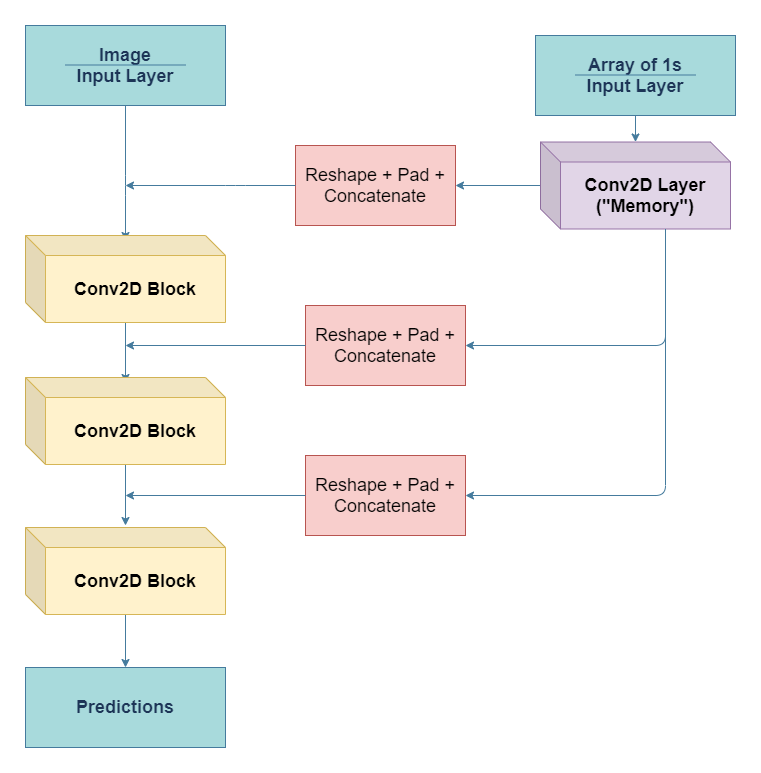 Image
Input Layer
Array of 1s
Input Layer
Reshape + Pad +
Concatenate
Conv2D Layer
("Memory")
Conv2D Block
Reshape + Pad +
Concatenate
Conv2D Block
Reshape + Pad +
Concatenate
Conv2D Block
Predictions